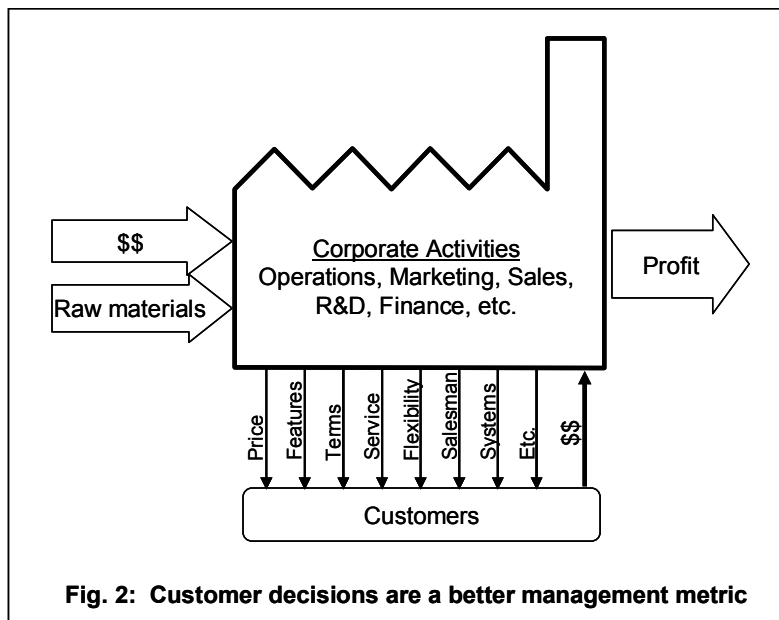 $$
Raw materials
Corporate Activities
Operations, Marketing, Sales,
R&D, Finance, etc.
Profit
Price
Features
Terms
Service
Flexibility
Salesman
Systems
Etc.
$$
Customers
Fig. 2:  Customer decisions are a better management metric